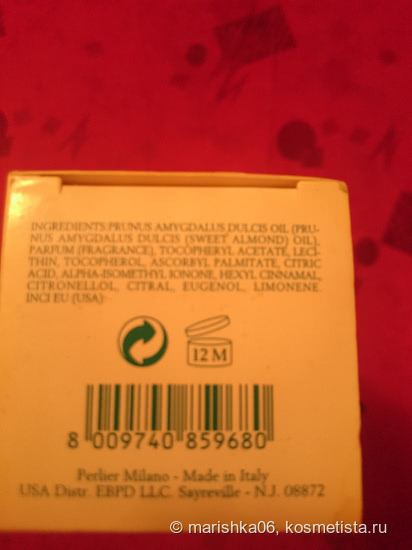 INGREDIENTS:PRUNUS AMYGDALUS DULCIS OIL (PRU-
NUS AMYGDALUS DULCIS (SWEET ALMOND) OIL),
PARFUM (FRAGRANCE), TOCOPHERYL ACETATE, LECI-
THIN, TOCOPHEROL, ASCORBYL PALMITATE, CITRIC
ACID, ALPHA-ISOMETHYL IONONE, HEXYL CINNAMAL,
CITRONELLOL, CITRAL, EUGENOL, LIMONENE.
INCI EU (USA):
12 M
8 009740 859680
Perlier Milano - Made in Italy
USA Distr. EBPD LLC. Sayreville - N.J. 08872
© marishka06, kosmetista.ru